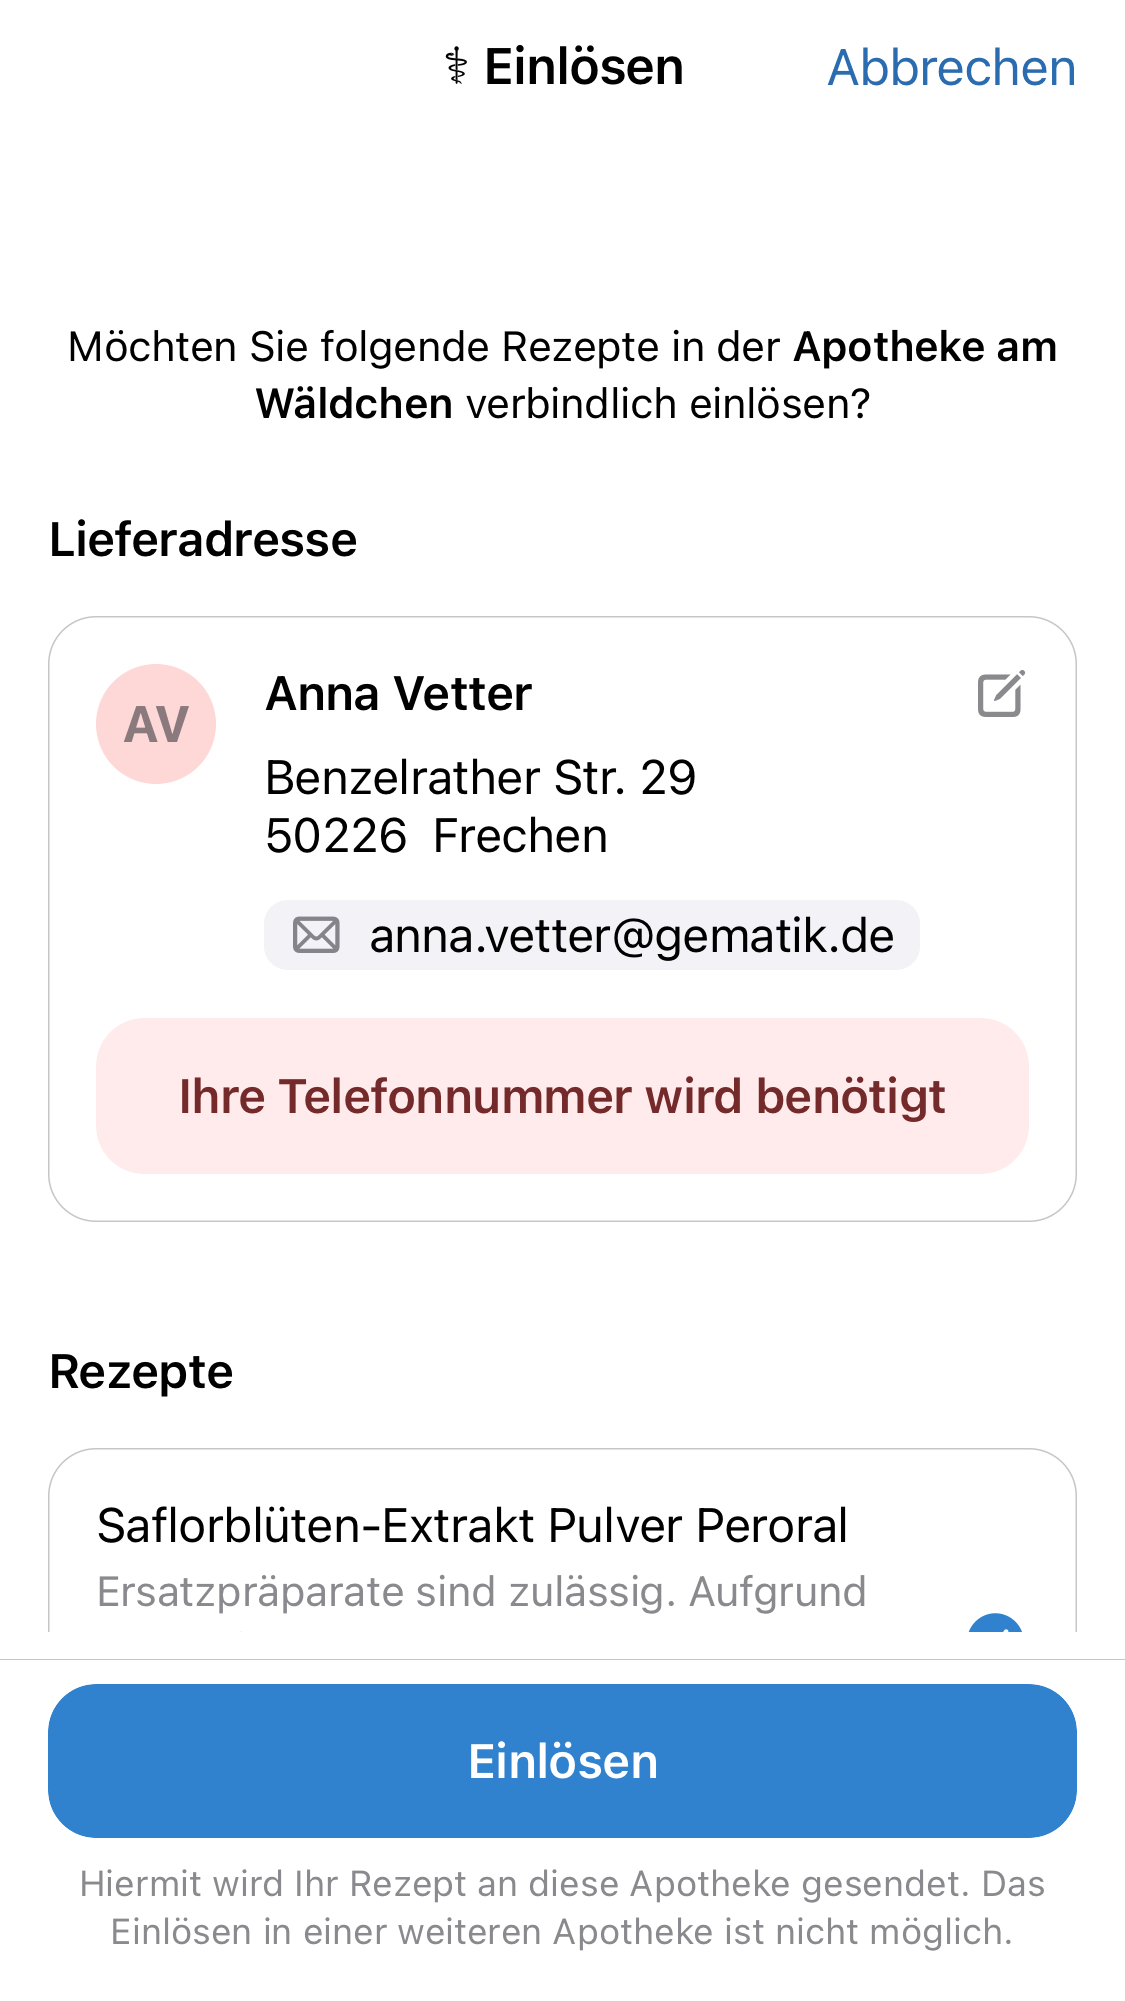 ⚕ Einlösen
Abbrechen
Möchten Sie folgende Rezepte in der Apotheke am
Wäldchen verbindlich einlösen?
Lieferadresse
AV
Anna Vetter
Benzelrather Str. 29
50226 Frechen
anna.vetter@gematik.de
Ihre Telefonnummer wird benötigt
Rezepte
Saflorblüten-Extrakt Pulver Peroral
Ersatzpräparate sind zulässig. Aufgrund
Einlösen
Hiermit wird Ihr Rezept an diese Apotheke gesendet. Das
Einlösen in einer weiteren Apotheke ist nicht möglich.